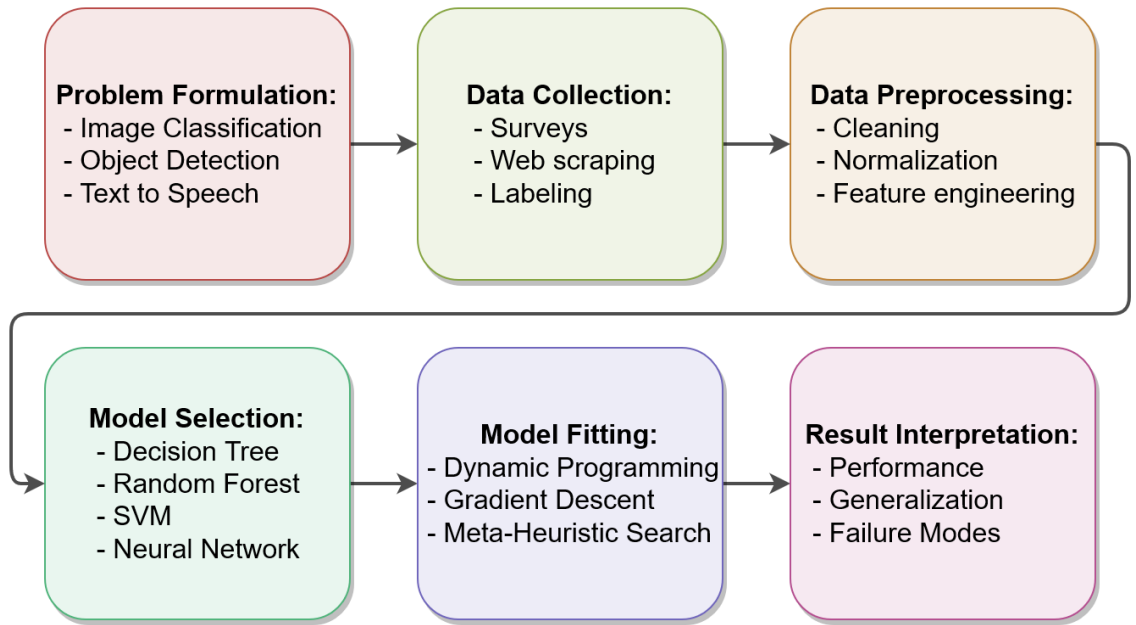 Problem Formulation:
- Image Classification
- Object Detection
- Text to Speech
Data Collection:
- Surveys
- Web scraping
- Labeling
Data Preprocessing:
- Cleaning
- Normalization
- Feature engineering
Model Selection:
- Decision Tree
- Random Forest
- SVM
- Neural Network
Model Fitting:
- Dynamic Programming
- Gradient Descent
- Meta-Heuristic Search
Result Interpretation:
- Performance
- Generalization
- Failure Modes